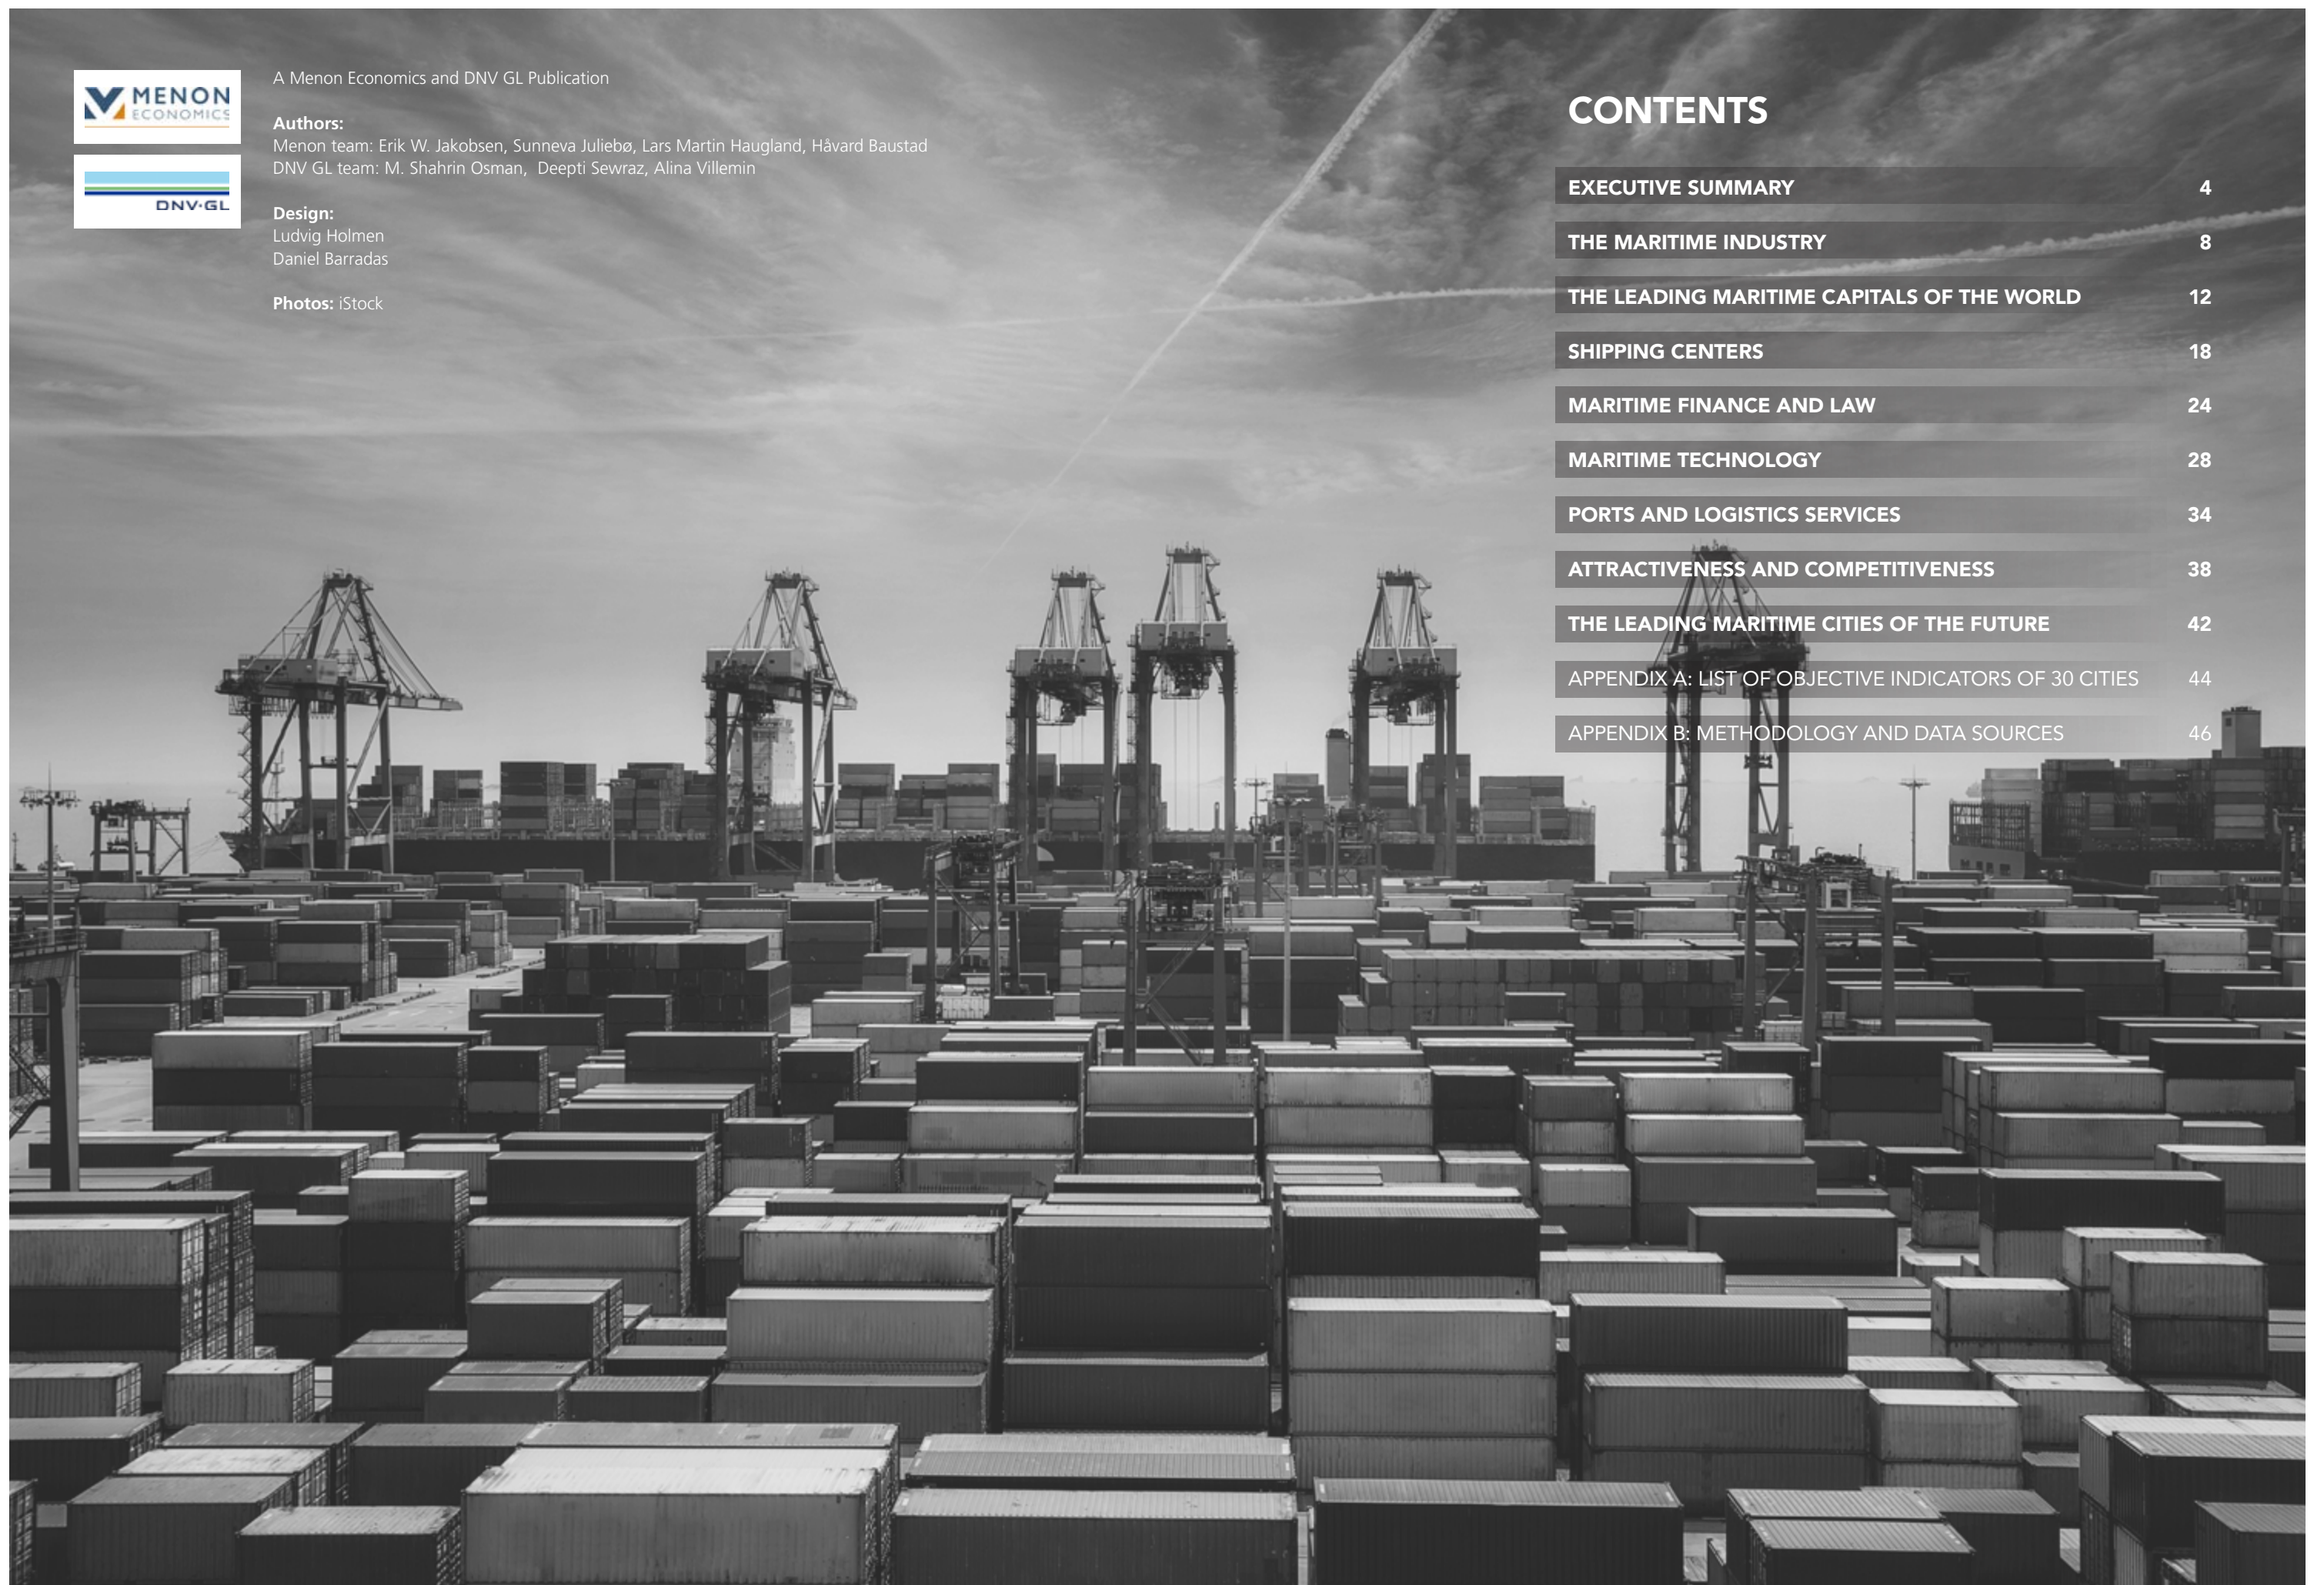 MENON
ECONOMICS
DNV·GL
A Menon Economics and DNV GL Publication
Authors:
Menon team: Erik W. Jakobsen, Sunneva Juliebø, Lars Martin Haugland, Håvard Baustad
DNV GL team: M. Shahrin Osman, Deepti Sewraz, Alina Villemin
Design:
Ludvig Holmen
Daniel Barradas
Photos: iStock
CONTENTS
EXECUTIVE SUMMARY 4
THE MARITIME INDUSTRY 8
THE LEADING MARITIME CAPITALS OF THE WORLD 12
SHIPPING CENTERS 18
MARITIME FINANCE AND LAW 24
MARITIME TECHNOLOGY 28
PORTS AND LOGISTICS SERVICES 34
ATTRACTIVENESS AND COMPETITIVENESS 38
THE LEADING MARITIME CITIES OF THE FUTURE 42
APPENDIX A: LIST OF OBJECTIVE INDICATORS OF 30 CITIES 44
APPENDIX B: METHODOLOGY AND DATA SOURCES 46